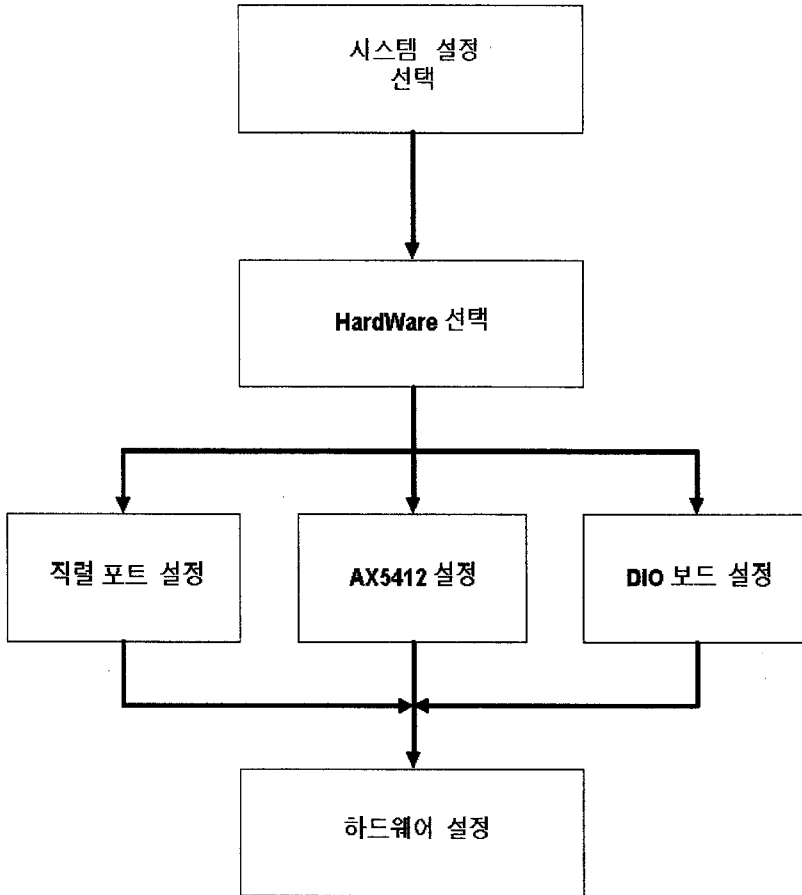 시스템 설정
선택
HardWare 선택
직렬 포트 설정
AX5412 설정
DIO 보드 설정
하드웨어 설정